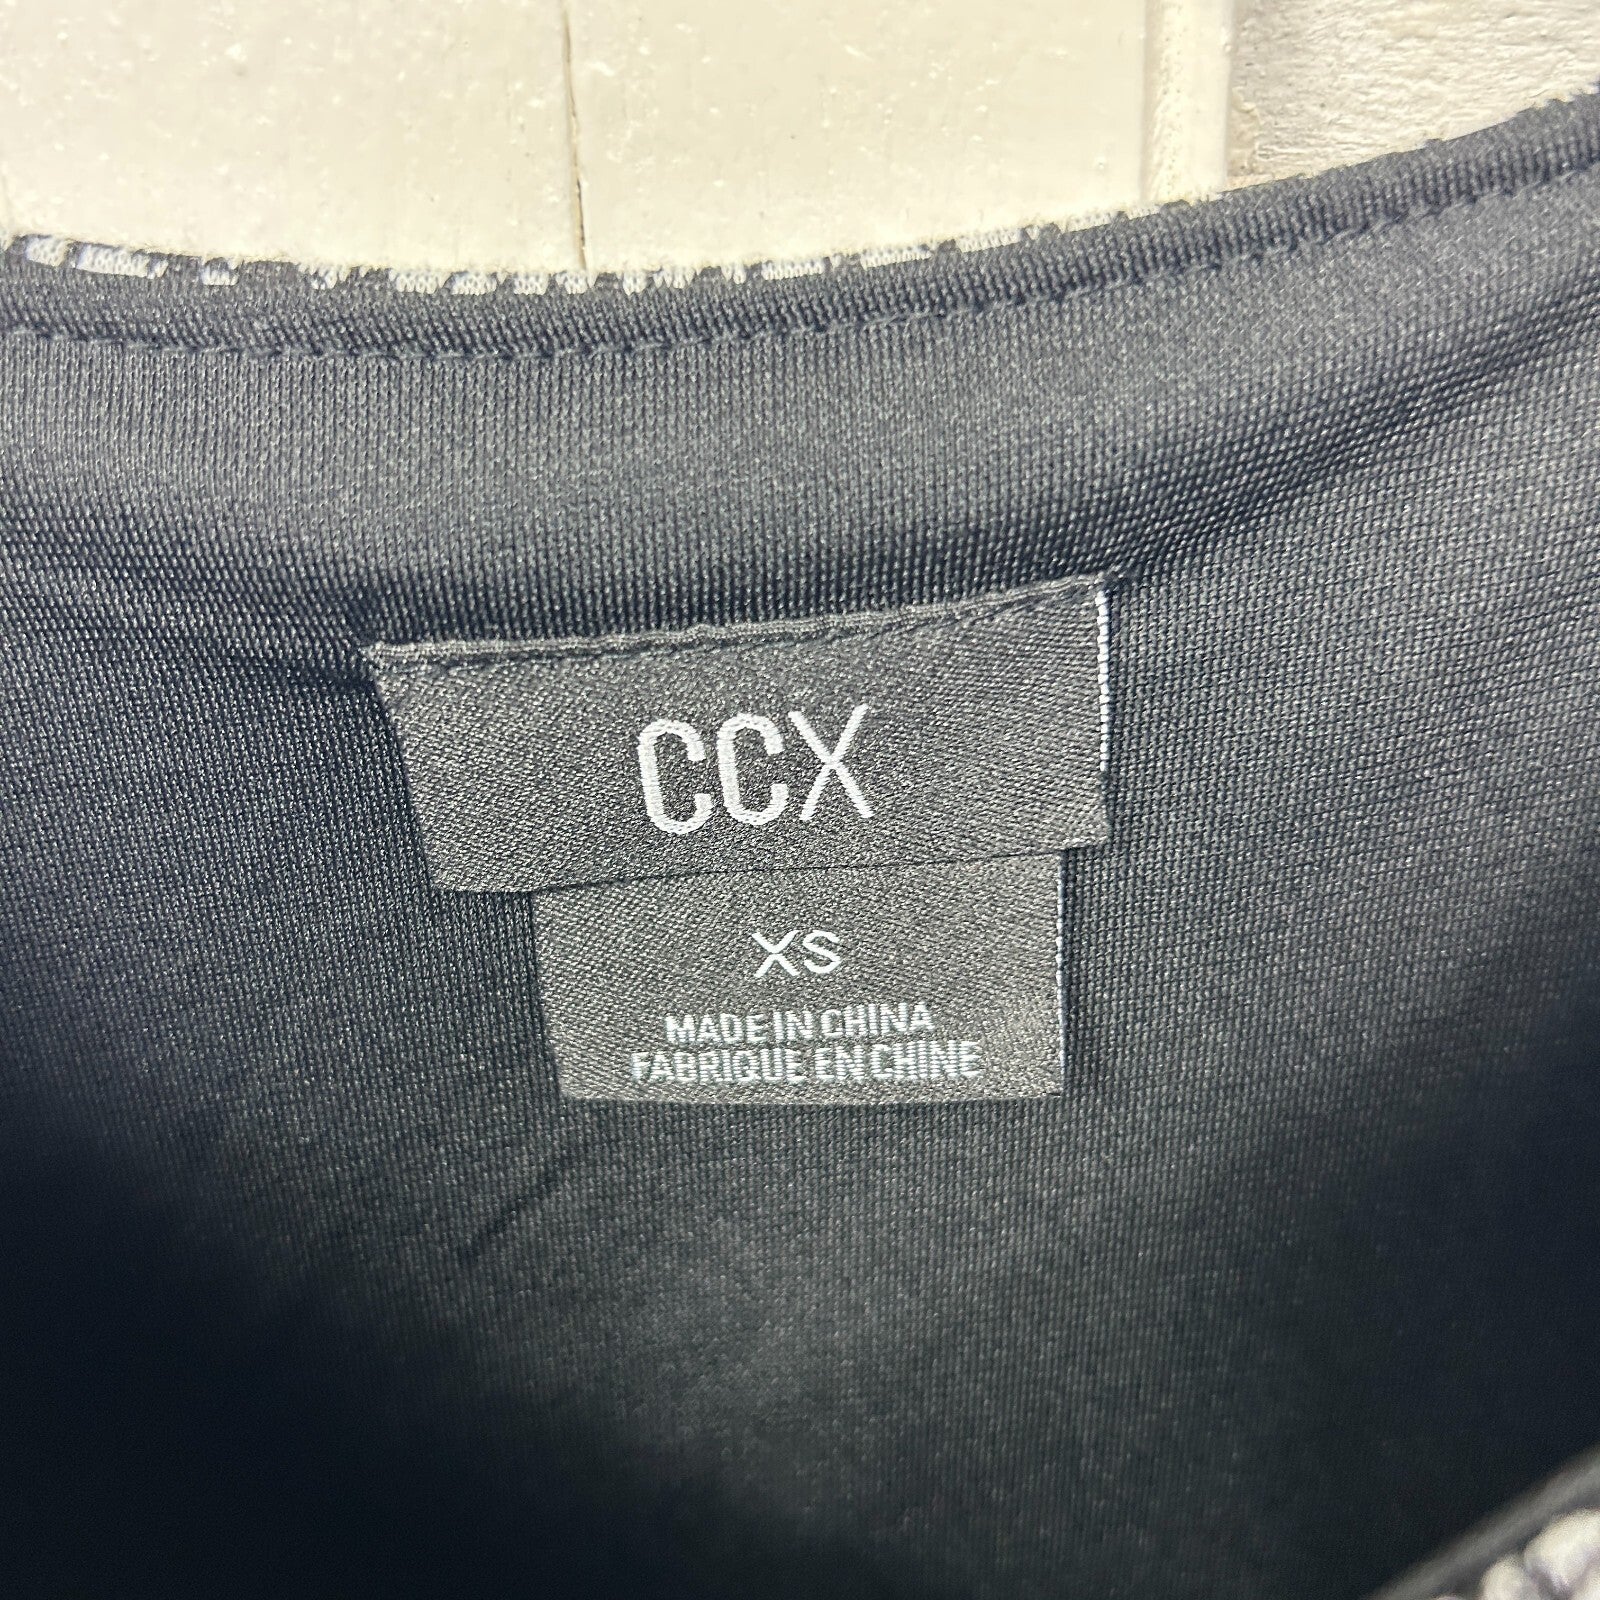 CCX
XS
MADE IN CHINA
FABRIQUE EN CHINE